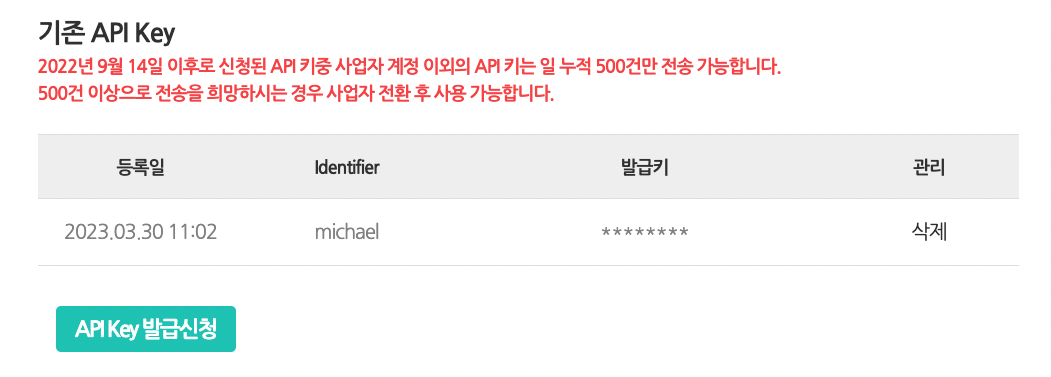 기존 API Key
2022년 9월 14일 이후로 신청된 API 키중 사업자 계정 이외의 API 키는 일 누적 500건만 전송 가능합니다.
500건 이상으로 전송을 희망하시는 경우 사업자 전환 후 사용 가능합니다.
등록일 Identifier 발급키 관리
2023.03.30 11:02 michael ******** 삭제
API Key 발급신청